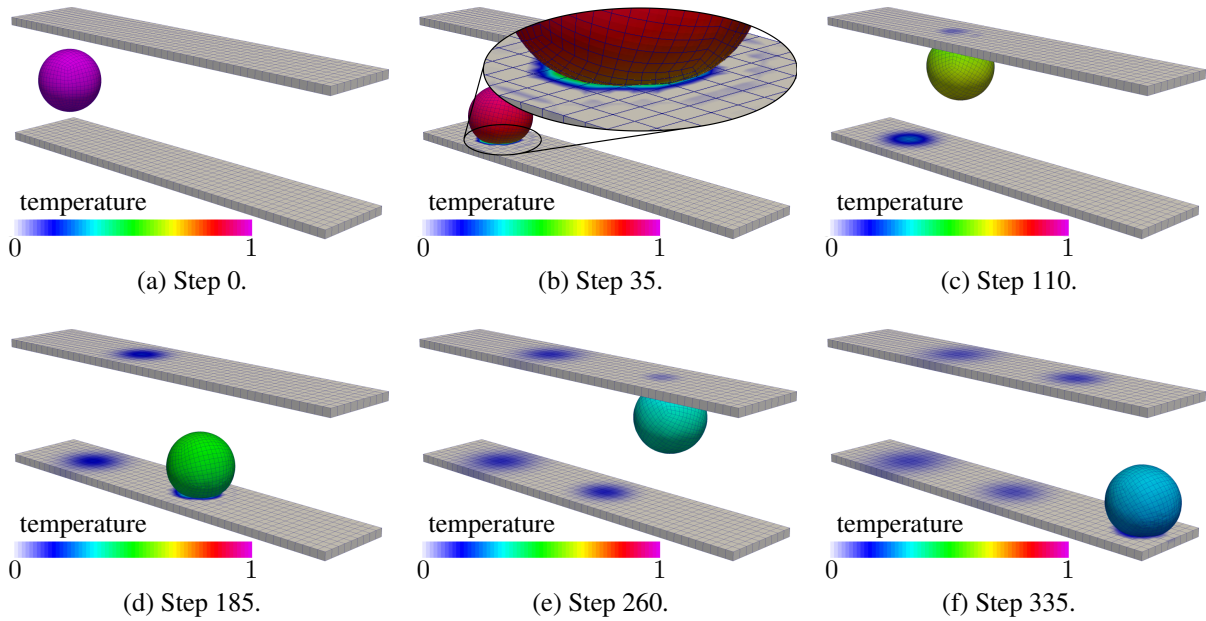 temperature
0 1
(a) Step 0.
temperature
0 1
(b) Step 35.
temperature
0 1
(c) Step 110.
temperature
0 1
(d) Step 185.
temperature
0 1
(e) Step 260.
temperature
0 1
(f) Step 335.